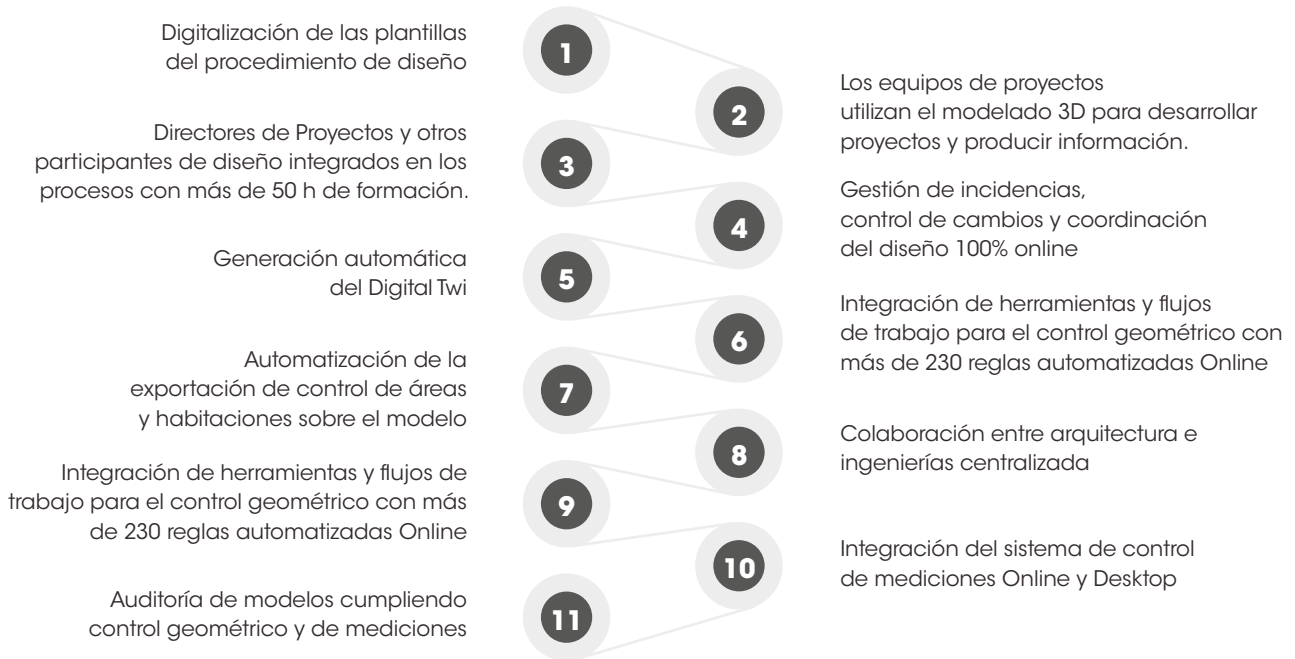 Digitalización de las plantillas
del procedimiento de diseño
1
2
Los equipos de proyectos
utilizan el modelado 3D para desarrollar
proyectos y producir información.
Directores de Proyectos y otros
participantes de diseño integrados en los
procesos con más de 50 h de formación.
3
4
Gestión de incidencias,
control de cambios y coordinación
del diseño 100% online
Generación automática
del Digital Twi
5
6
Integración de herramientas y flujos
de trabajo para el control geométrico con
más de 230 reglas automatizadas Online
Automatización de la
exportación de control de áreas
y habitaciones sobre el modelo
7
8
Colaboración entre arquitectura e
ingenierías centralizada
Integración de herramientas y flujos de
trabajo para el control geométrico con más
de 230 reglas automatizadas Online
9
10
Integración del sistema de control
de mediciones Online y Desktop
Auditoría de modelos cumpliendo
control geométrico y de mediciones
11